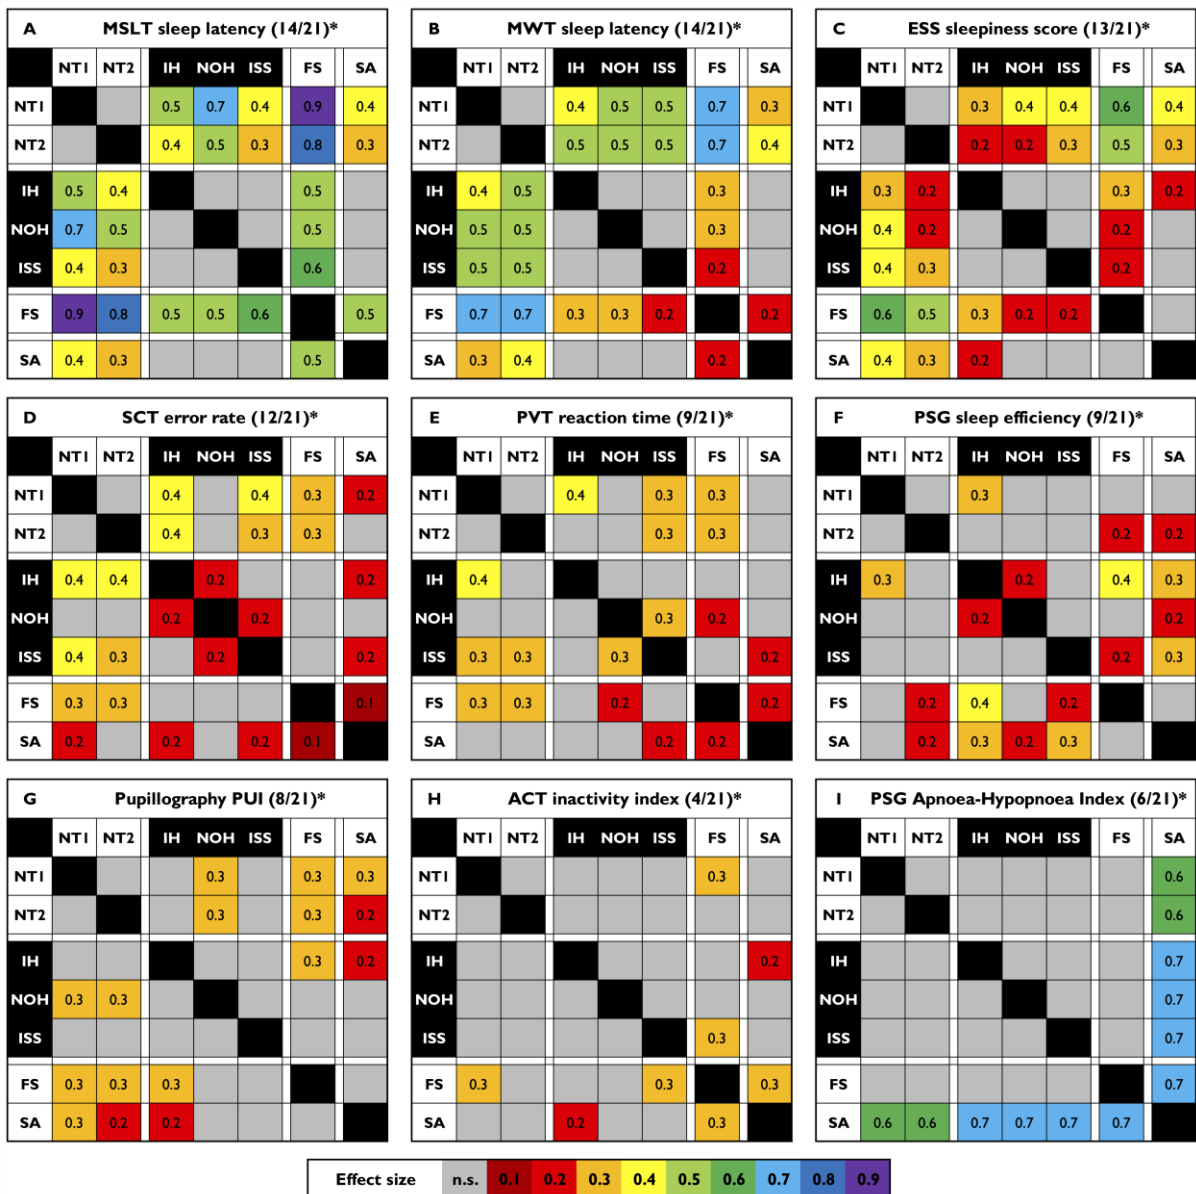 A MSLT sleep latency (14/21)*
NT1 NT2 IH NOH ISS FS SA
NT1 0.5 0.7 0.4 0.9 0.4
NT2 0.4 0.5 0.3 0.8 0.3
IH 0.5 0.4 0.5
NOH 0.7 0.5 0.5
ISS 0.4 0.3 0.6
FS 0.9 0.8 0.5 0.5 0.6 0.5
SA 0.4 0.3 0.5
B MWT sleep latency (14/21)*
NT1 NT2 IH NOH ISS FS SA
NT1 0.4 0.5 0.5 0.7 0.3
NT2 0.5 0.5 0.5 0.7 0.4
IH 0.4 0.5 0.3
NOH 0.5 0.5 0.3
ISS 0.5 0.5 0.2
FS 0.7 0.7 0.3 0.3 0.2 0.2
SA 0.3 0.4 0.2
C ESS sleepiness score (13/21)*
NT1 NT2 IH NOH ISS FS SA
NT1 0.3 0.4 0.4 0.6 0.4
NT2 0.2 0.2 0.3 0.5 0.3
IH 0.3 0.2 0.3 0.2
NOH 0.4 0.2 0.2
ISS 0.4 0.3 0.2
FS 0.6 0.5 0.3 0.2 0.2
SA 0.4 0.3 0.2
D SCT error rate (12/21)*
NT1 NT2 IH NOH ISS FS SA
NT1 0.4 0.4 0.3 0.2
NT2 0.4 0.3 0.3
IH 0.4 0.4 0.2 0.2
NOH 0.2 0.2
ISS 0.4 0.3 0.2 0.2
FS 0.3 0.3 0.1
SA 0.2 0.2 0.2 0.1
E PVT reaction time (9/21)*
NT1 NT2 IH NOH ISS FS SA
NT1 0.4 0.3 0.3
NT2 0.3 0.3
IH 0.4
NOH 0.3 0.2
ISS 0.3 0.3 0.3 0.2
FS 0.3 0.3 0.2 0.2
SA 0.2 0.2
F PSG sleep efficiency (9/21)*
NT1 NT2 IH NOH ISS FS SA
NT1 0.3
NT2 0.2 0.2
IH 0.3 0.2 0.4 0.3
NOH 0.2 0.2
ISS 0.2 0.3
FS 0.2 0.4 0.2
SA 0.2 0.3 0.2 0.3
G Pupillography PUI (8/21)*
NT1 NT2 IH NOH ISS FS SA
NT1 0.3 0.3 0.3
NT2 0.3 0.3 0.2
IH 0.3 0.2
NOH 0.3 0.3
ISS
FS 0.3 0.3 0.3
SA 0.3 0.2 0.2
H ACT inactivity index (4/21)*
NT1 NT2 IH NOH ISS FS SA
NT1 0.3
NT2
IH 0.2
NOH
ISS 0.3
FS 0.3 0.3 0.3
SA 0.2 0.3
I PSG Apnoea-Hypopnoea Index (6/21)*
NT1 NT2 IH NOH ISS FS SA
NT1 0.6
NT2 0.6
IH 0.7
NOH 0.7
ISS 0.7
FS 0.7
SA 0.6 0.6 0.7 0.7 0.7 0.7
Effect size n.s. 0.1 0.2 0.3 0.4 0.5 0.6 0.7 0.8 0.9